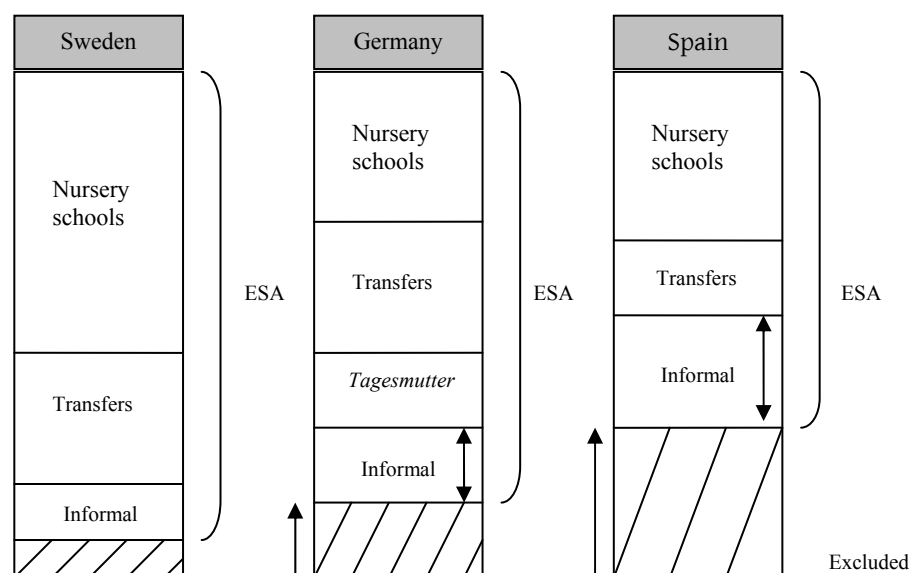 Sweden
Nursery
schools
Transfers
Informal
ESA
Germany
Nursery
schools
Transfers
Tagesmutter
Informal
ESA
Spain
Nursery
schools
Transfers
Informal
ESA
Excluded